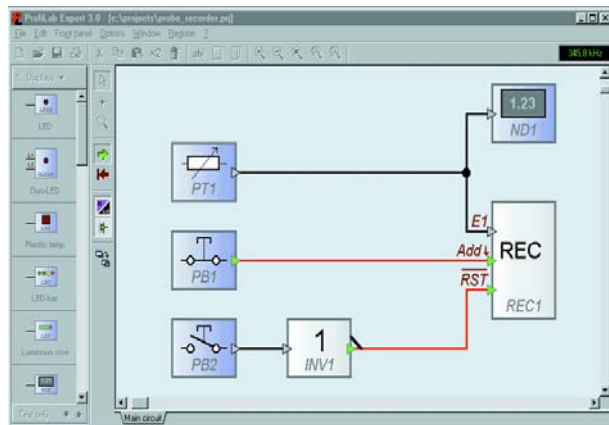 ProfiLab Expert 3.0 - [c:\projects\probe_recorder.prj]
File Edit Front panel Options Window Register ?
×2
ab/
345,8 kHz
Displays
LED
Duo-LED
Plastic lamp
LED-bar
Luminous row
1.23
ND1
PT1
E1
Add
REC
PB1
RST
REC1
1
PB2
INV1
Main circuit